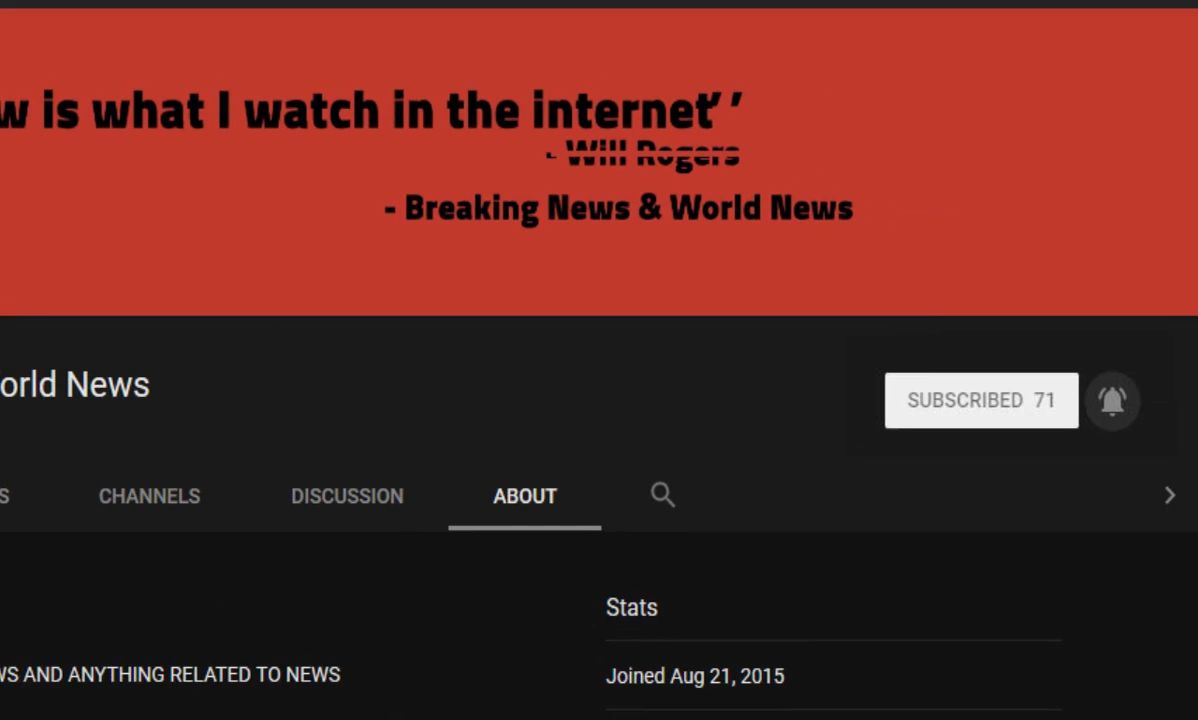 w is what I watch in the internet’ ’
- Will Rogers
- Breaking News & World News
orld News
SUBSCRIBED 71
S CHANNELS DISCUSSION ABOUT
Stats
WS AND ANYTHING RELATED TO NEWS
Joined Aug 21, 2015